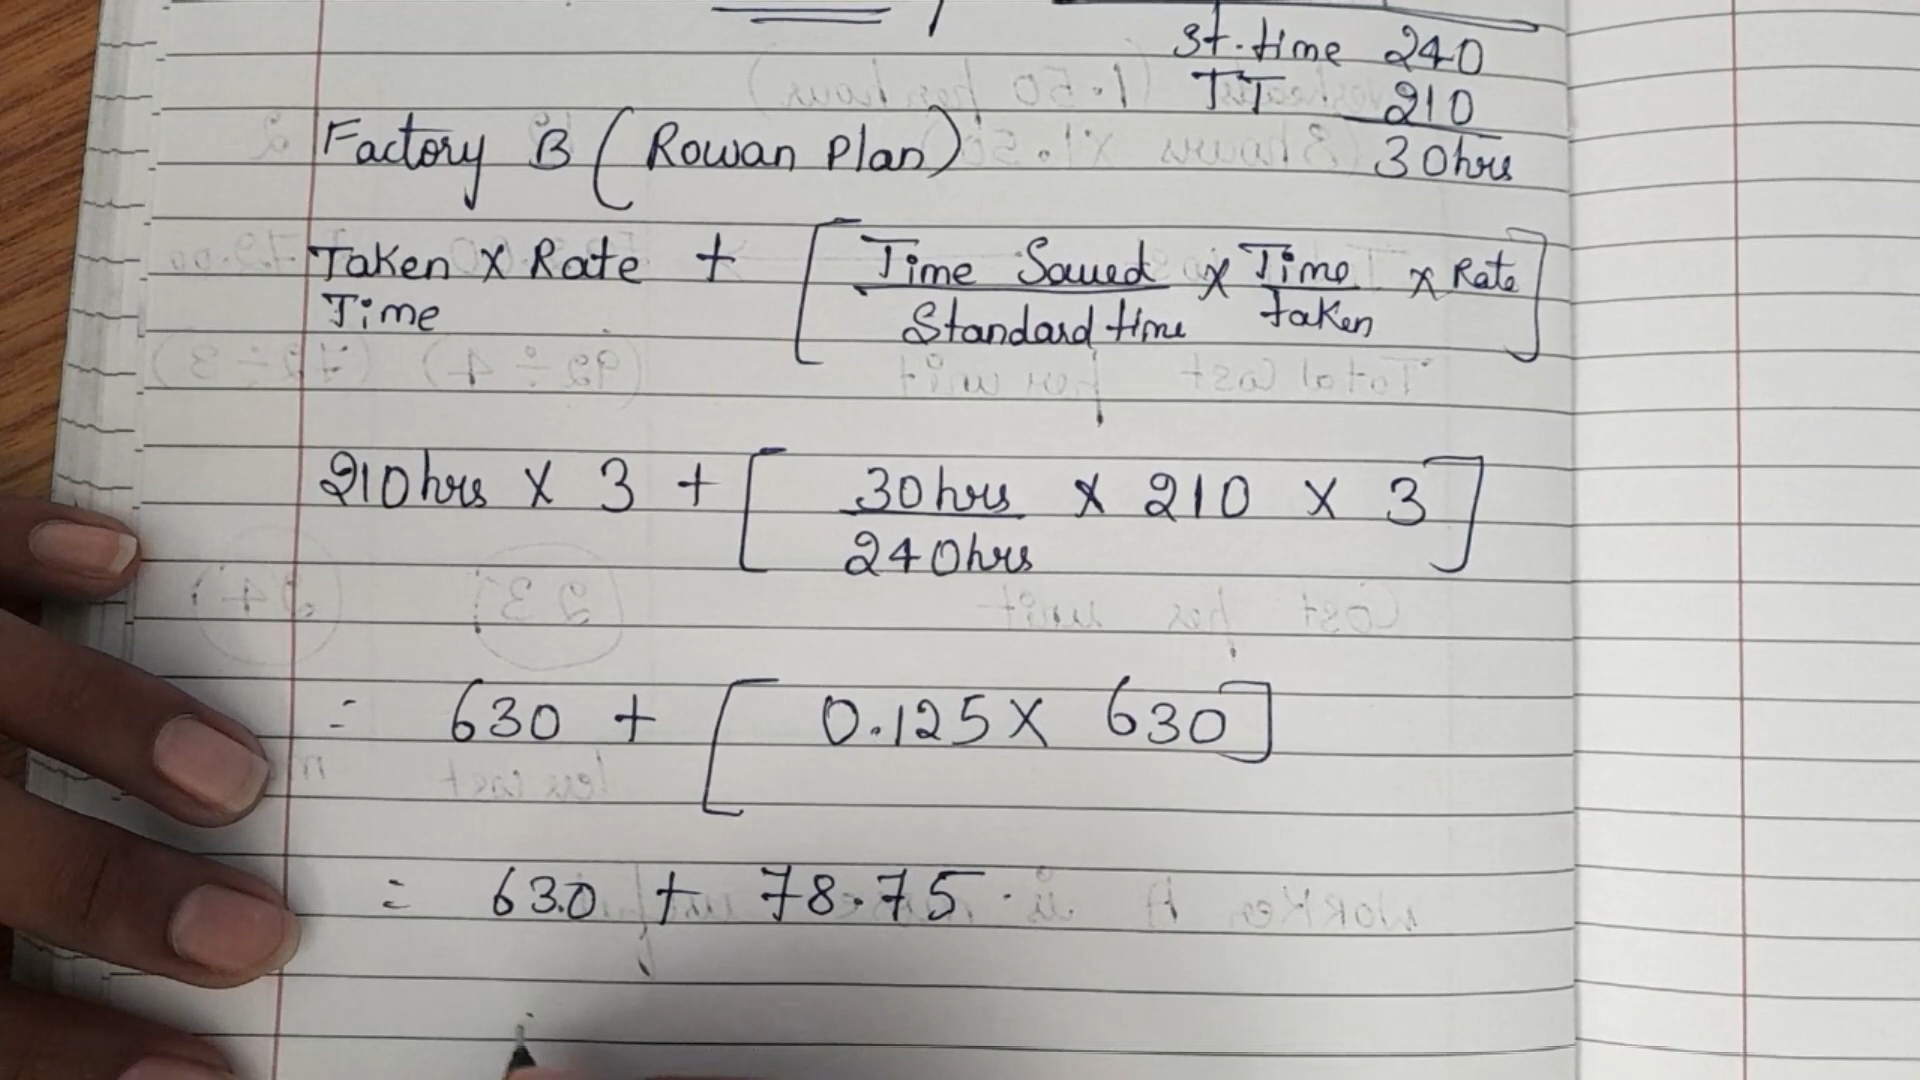 St. time 240
TT 210
30hrs
Factory B (Rowan Plan)
Taken X Rate + [Time Saved X Time X Rate]
Time Standard time taken
210hrs X 3 + [30hrs X 210 X 3]
240hrs
= 630 + [0.125 X 630]
= 630 + 78.75